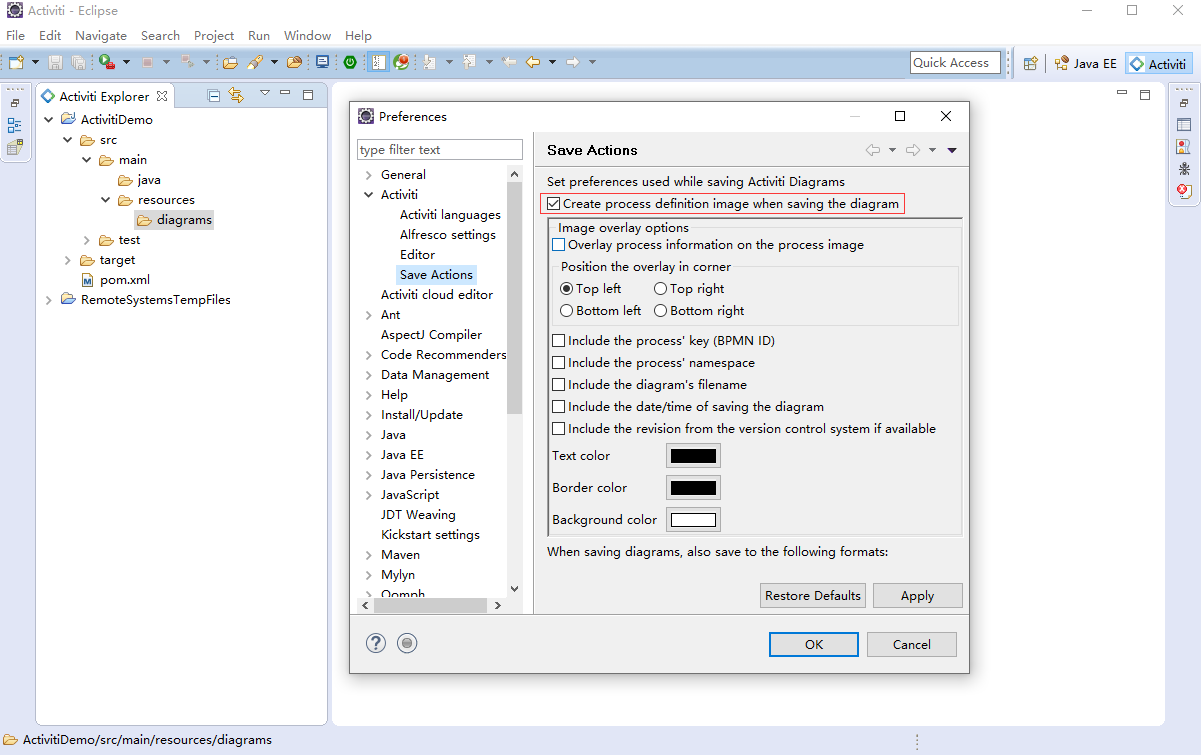 Activiti - Eclipse
File Edit Navigate Search Project Run Window Help
Quick Access
Java EE
Activiti
Activiti Explorer
ActivitiDemo
src
main
java
resources
diagrams
test
target
pom.xml
RemoteSystemsTempFiles
Preferences
type filter text
General
Activiti
Activiti languages
Alfresco settings
Editor
Save Actions
Activiti cloud editor
Ant
AspectJ Compiler
Code Recommenders
Data Management
Help
Install/Update
Java
Java EE
Java Persistence
JavaScript
JDT Weaving
Kickstart settings
Maven
Mylyn
Oomph
Save Actions
Set preferences used while saving Activiti Diagrams
Create process definition image when saving the diagram
Image overlay options
Overlay process information on the process image
Position the overlay in corner
Top left Top right
Bottom left Bottom right
Include the process' key (BPMN ID)
Include the process' namespace
Include the diagram's filename
Include the date/time of saving the diagram
Include the revision from the version control system if available
Text color
Border color
Background color
When saving diagrams, also save to the following formats:
Restore Defaults Apply
OK Cancel
ActivitiDemo/src/main/resources/diagrams